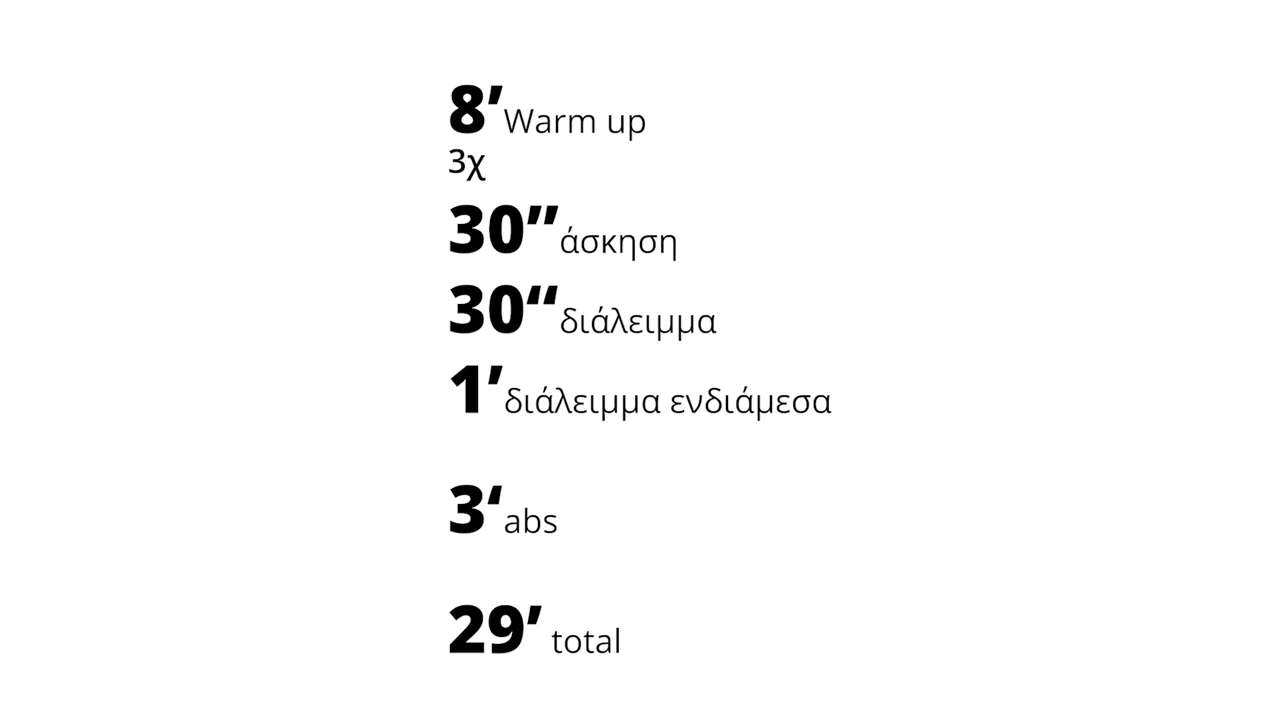 8’ Warm up
3χ
30’’ άσκηση
30‘‘ διάλειμμα
1’ διάλειμμα ενδιάμεσα
3‘ abs
29’ total